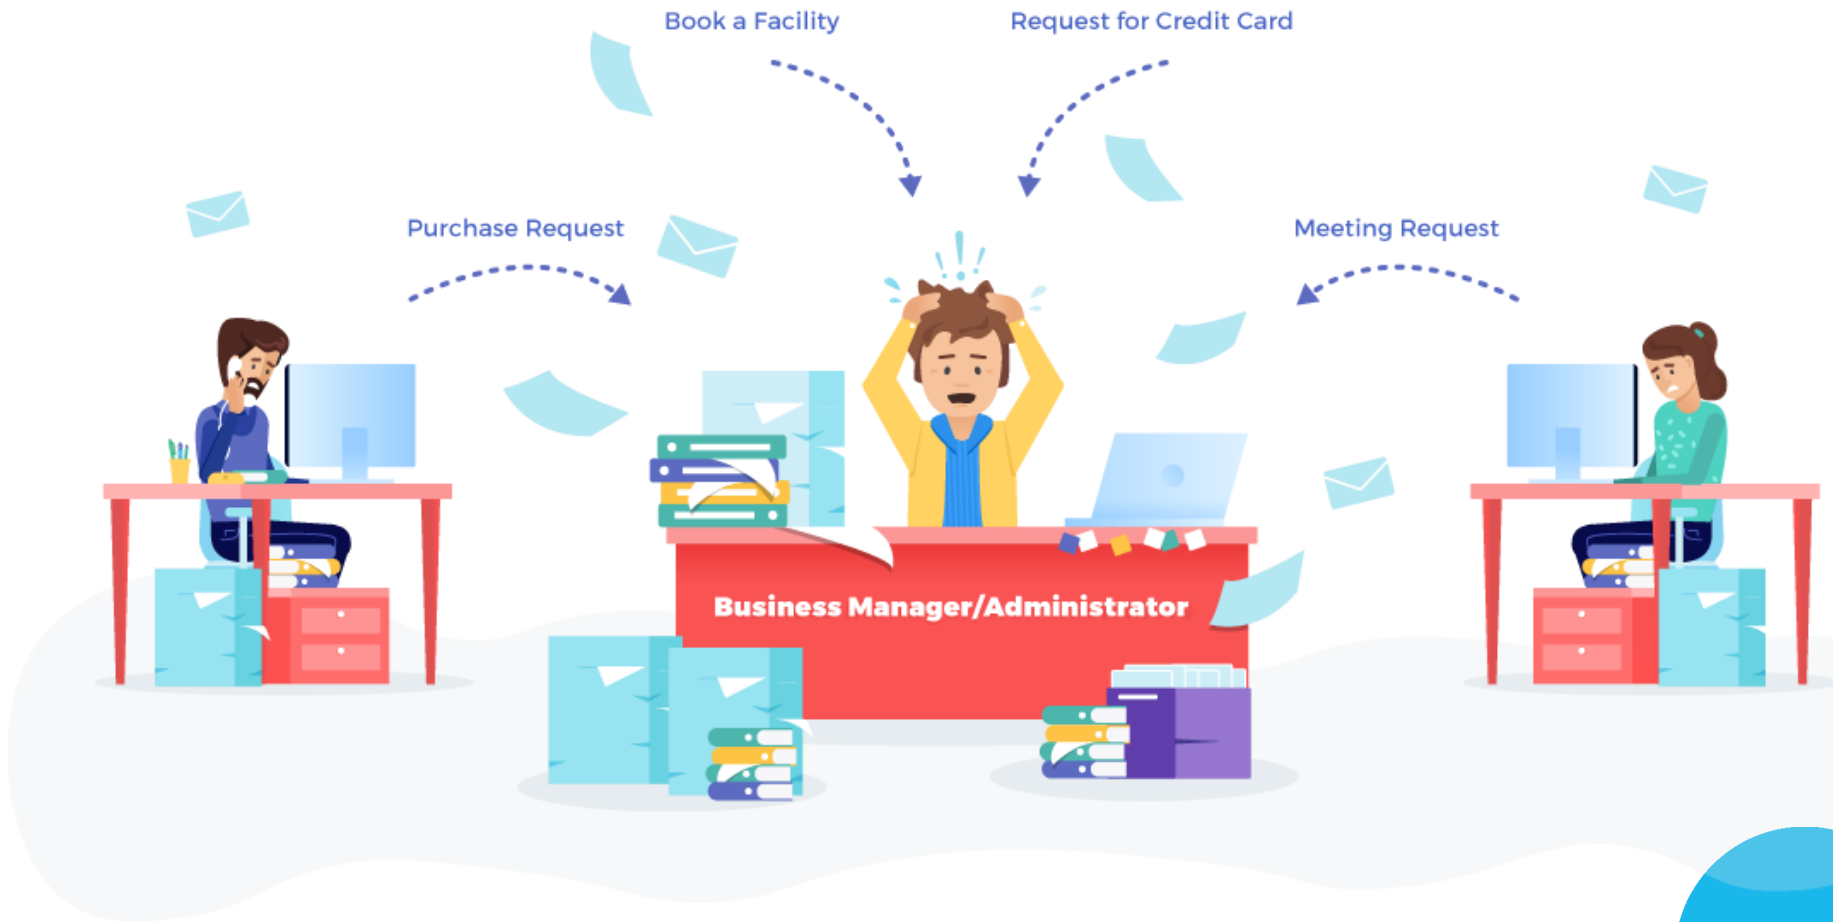 Book a Facility
Request for Credit Card
Purchase Request
Meeting Request
Business Manager/Administrator